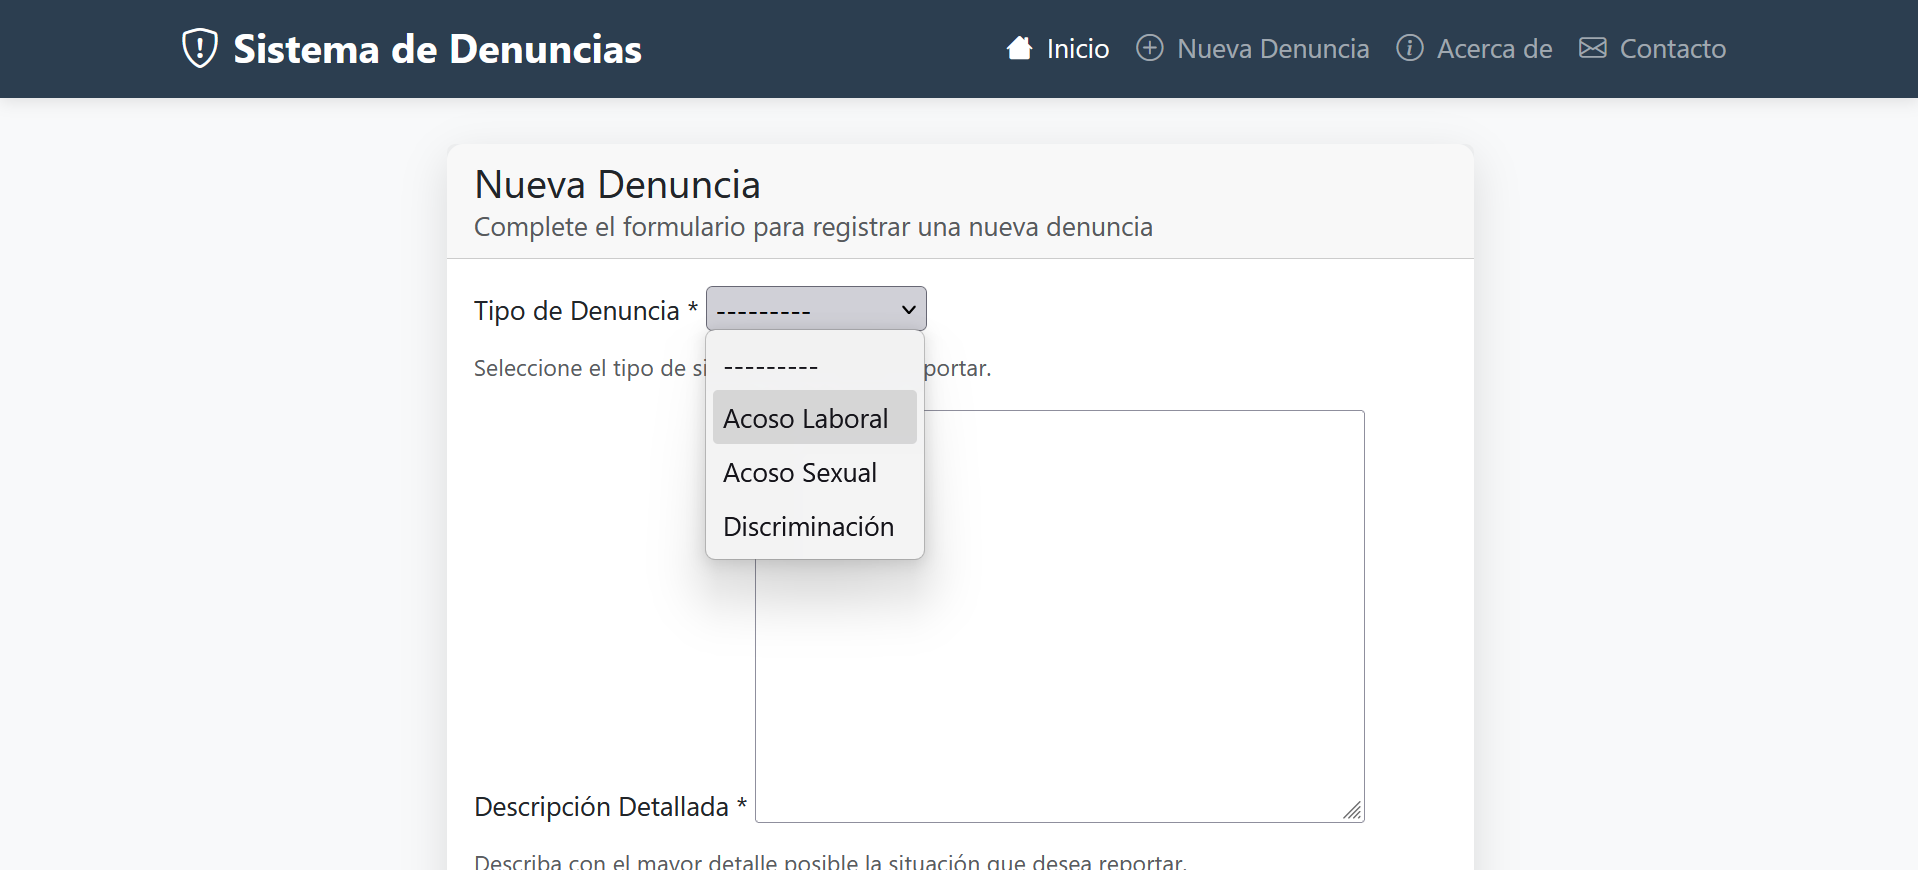 Sistema de Denuncias
Inicio
Nueva Denuncia
Acerca de
Contacto
Nueva Denuncia
Complete el formulario para registrar una nueva denuncia
Tipo de Denuncia * ---------
---------
Seleccione el tipo de si
portar.
Acoso Laboral
Acoso Sexual
Discriminación
Descripción Detallada *
Describa con el mayor detalle posible la situación que desea reportar.